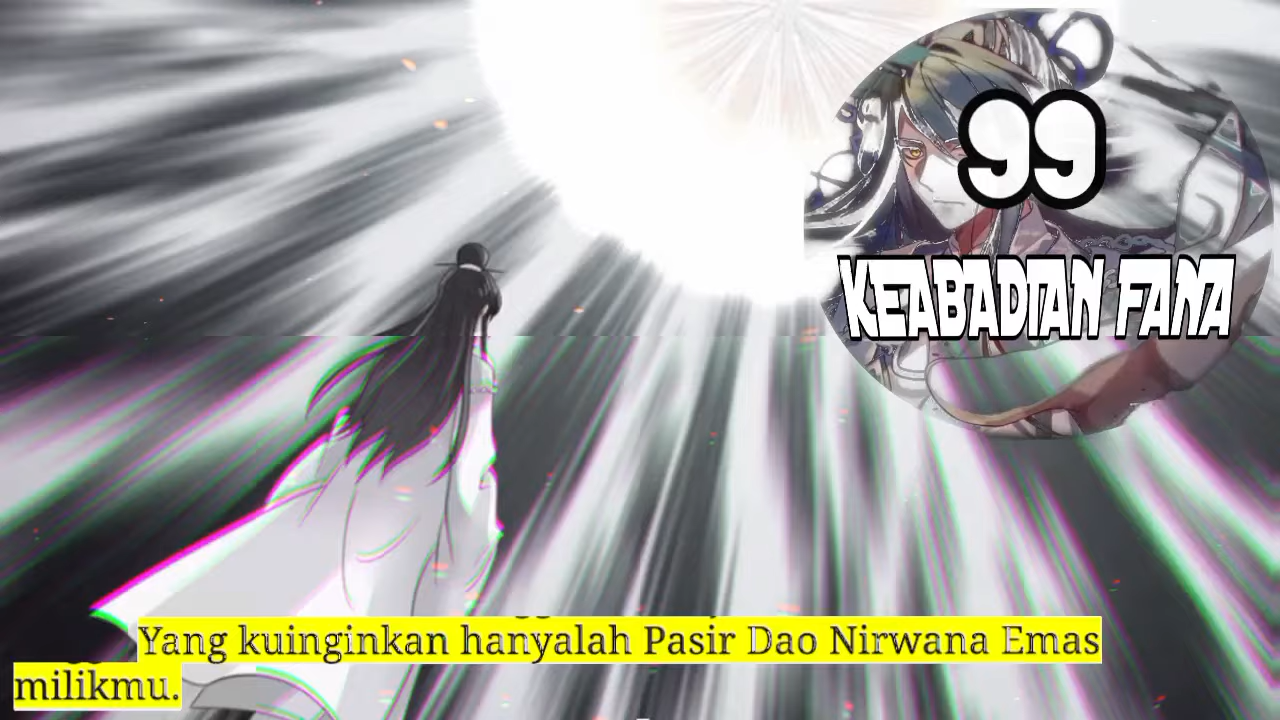 99
KEABADIAN FANA
Yang kuinginkan hanyalah Pasir Dao Nirwana Emas
milikmu.